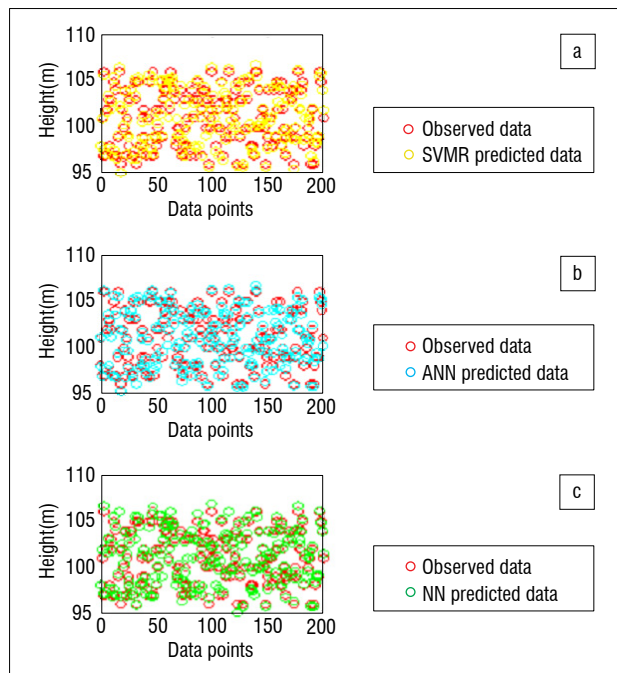 110
105
100
95
Height(m)
0 50 100 150 200
Data points
a
Observed data
SVMR predicted data
110
105
100
95
Height(m)
0 50 100 150 200
Data points
b
Observed data
ANN predicted data
110
105
100
95
Height(m)
0 50 100 150 200
Data points
c
Observed data
NN predicted data